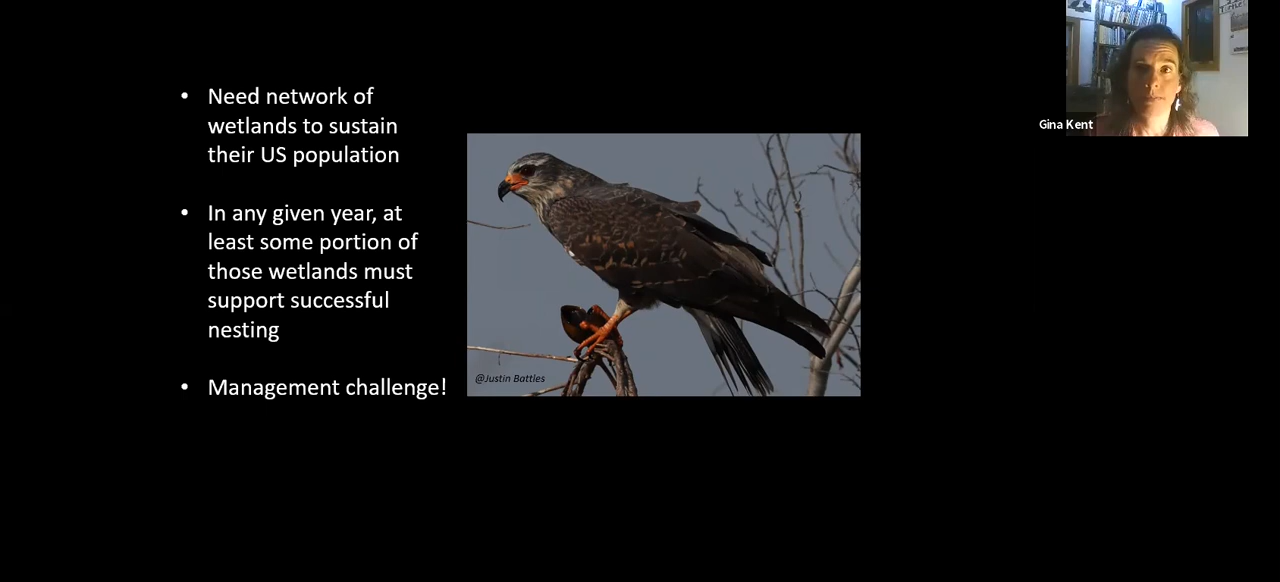 • Need network of
wetlands to sustain
their US population
• In any given year, at
least some portion of
those wetlands must
support successful
nesting
• Management challenge!
@Justin Battles
Gina Kent